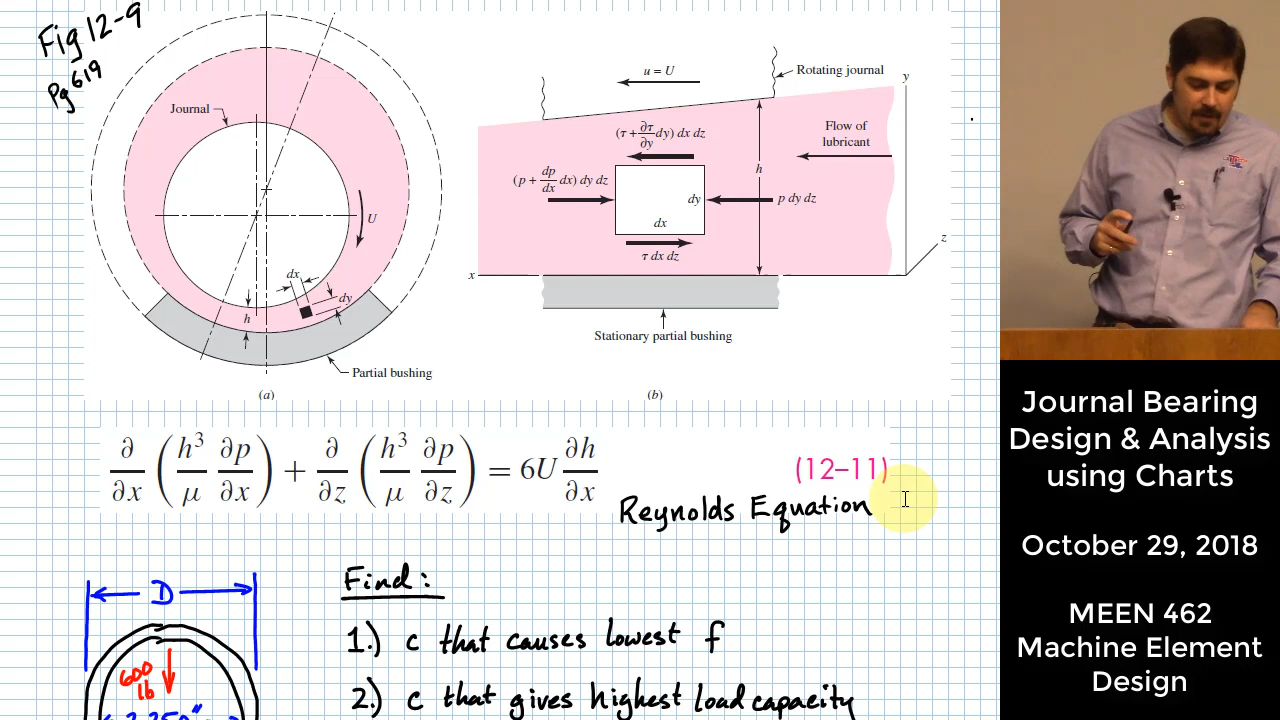 Fig 12-9
Pg 619
Journal
U
dx
dy
h
Partial bushing
(a)
u = U
Rotating journal
y
(τ + ∂τ/∂y dy) dx dz
Flow of
lubricant
h
(p + dp/dx dx) dy dz
dy
p dy dz
dx
τ dx dz
z
x
Stationary partial bushing
(b)
∂/∂x (h³/μ ∂p/∂x) + ∂/∂z (h³/μ ∂p/∂z) = 6U ∂h/∂x
(12–11)
Reynolds Equation
D
600
lb
Find:
1.) c that causes lowest f
2.) c that gives highest load capacity
Journal Bearing
Design & Analysis
using Charts
October 29, 2018
MEEN 462
Machine Element
Design